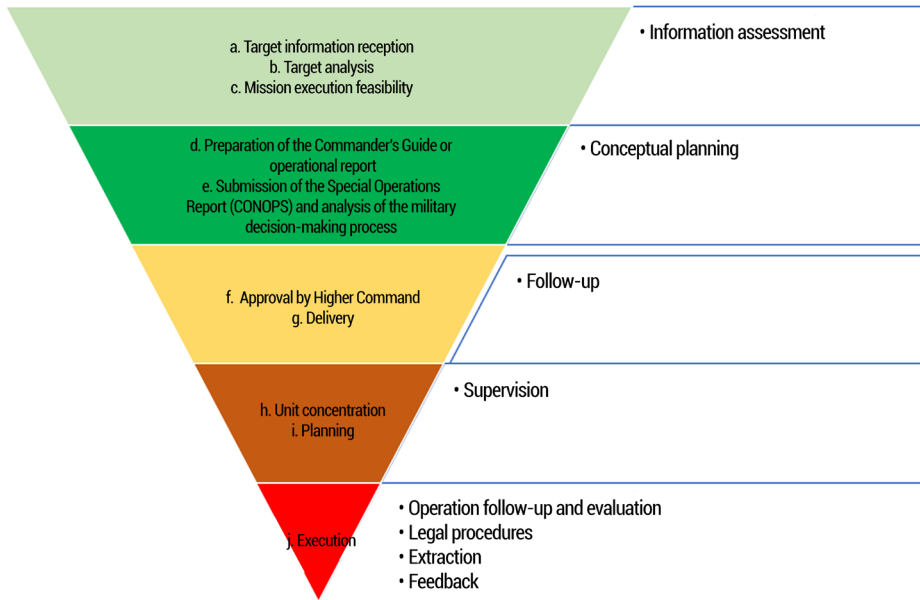 a. Target information reception
b. Target analysis
c. Mission execution feasibility
• Information assessment
d. Preparation of the Commander's Guide or
operational report
e. Submission of the Special Operations
Report (CONOPS) and analysis of the military
decision-making process
• Conceptual planning
f. Approval by Higher Command
g. Delivery
• Follow-up
h. Unit concentration
i. Planning
• Supervision
j. Execution
• Operation follow-up and evaluation
• Legal procedures
• Extraction
• Feedback